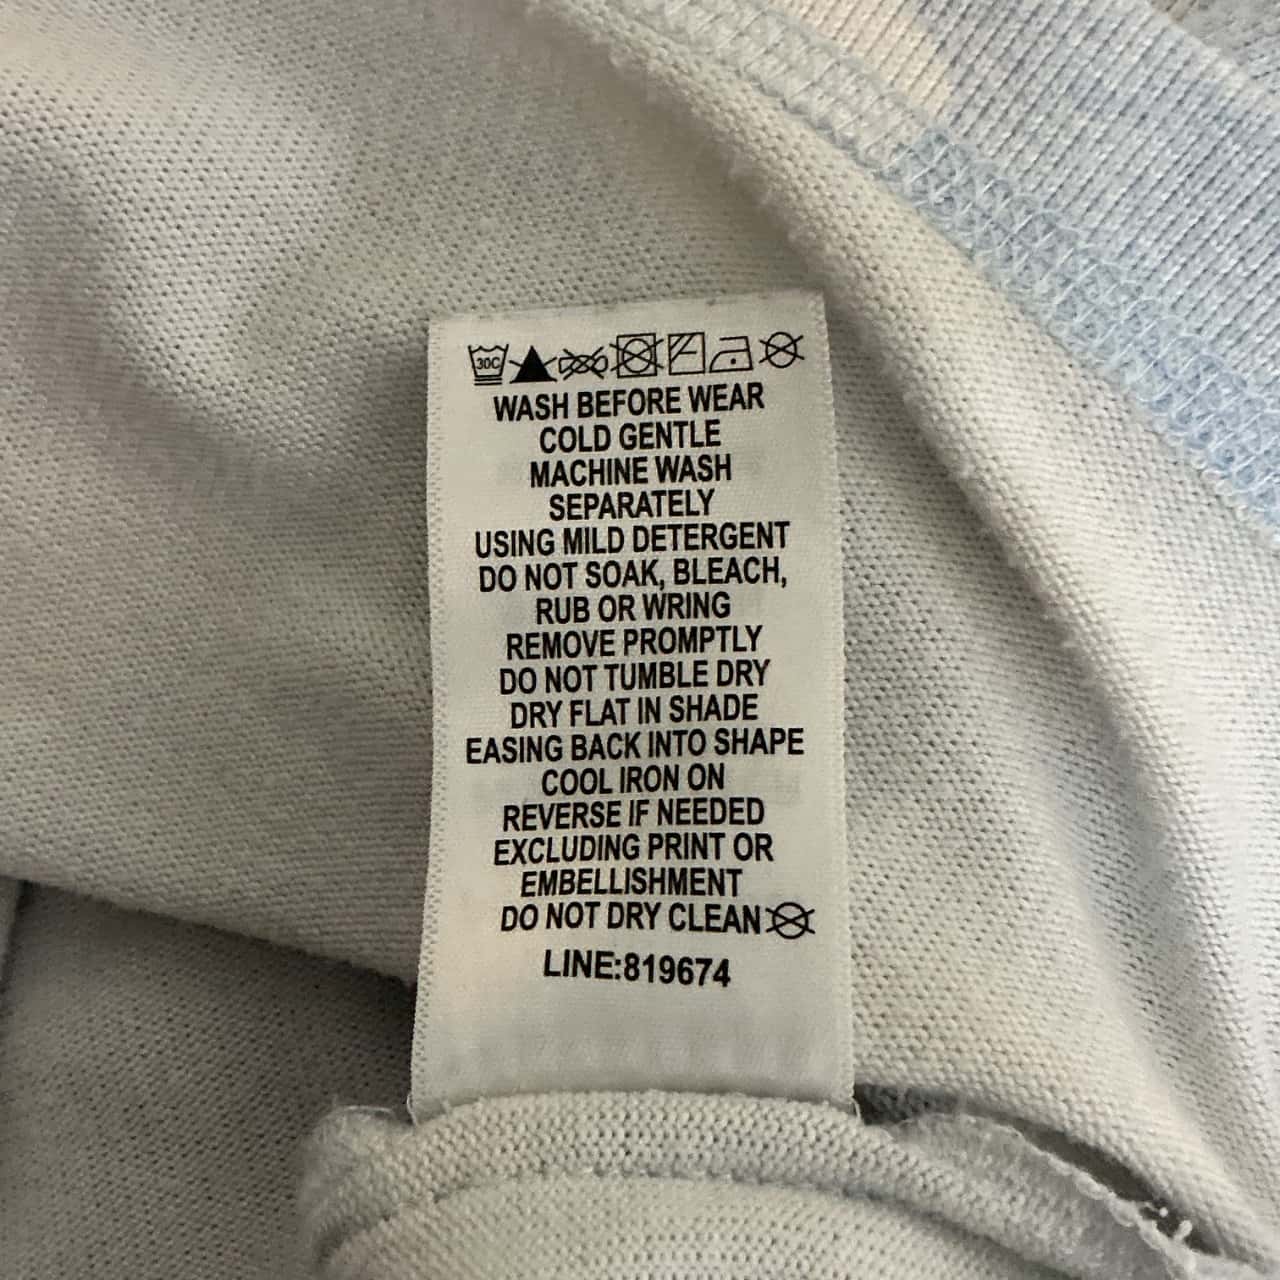 30C
WASH BEFORE WEAR
COLD GENTLE
MACHINE WASH
SEPARATELY
USING MILD DETERGENT
DO NOT SOAK, BLEACH,
RUB OR WRING
REMOVE PROMPTLY
DO NOT TUMBLE DRY
DRY FLAT IN SHADE
EASING BACK INTO SHAPE
COOL IRON ON
REVERSE IF NEEDED
EXCLUDING PRINT OR
EMBELLISHMENT
DO NOT DRY CLEAN
LINE:819674